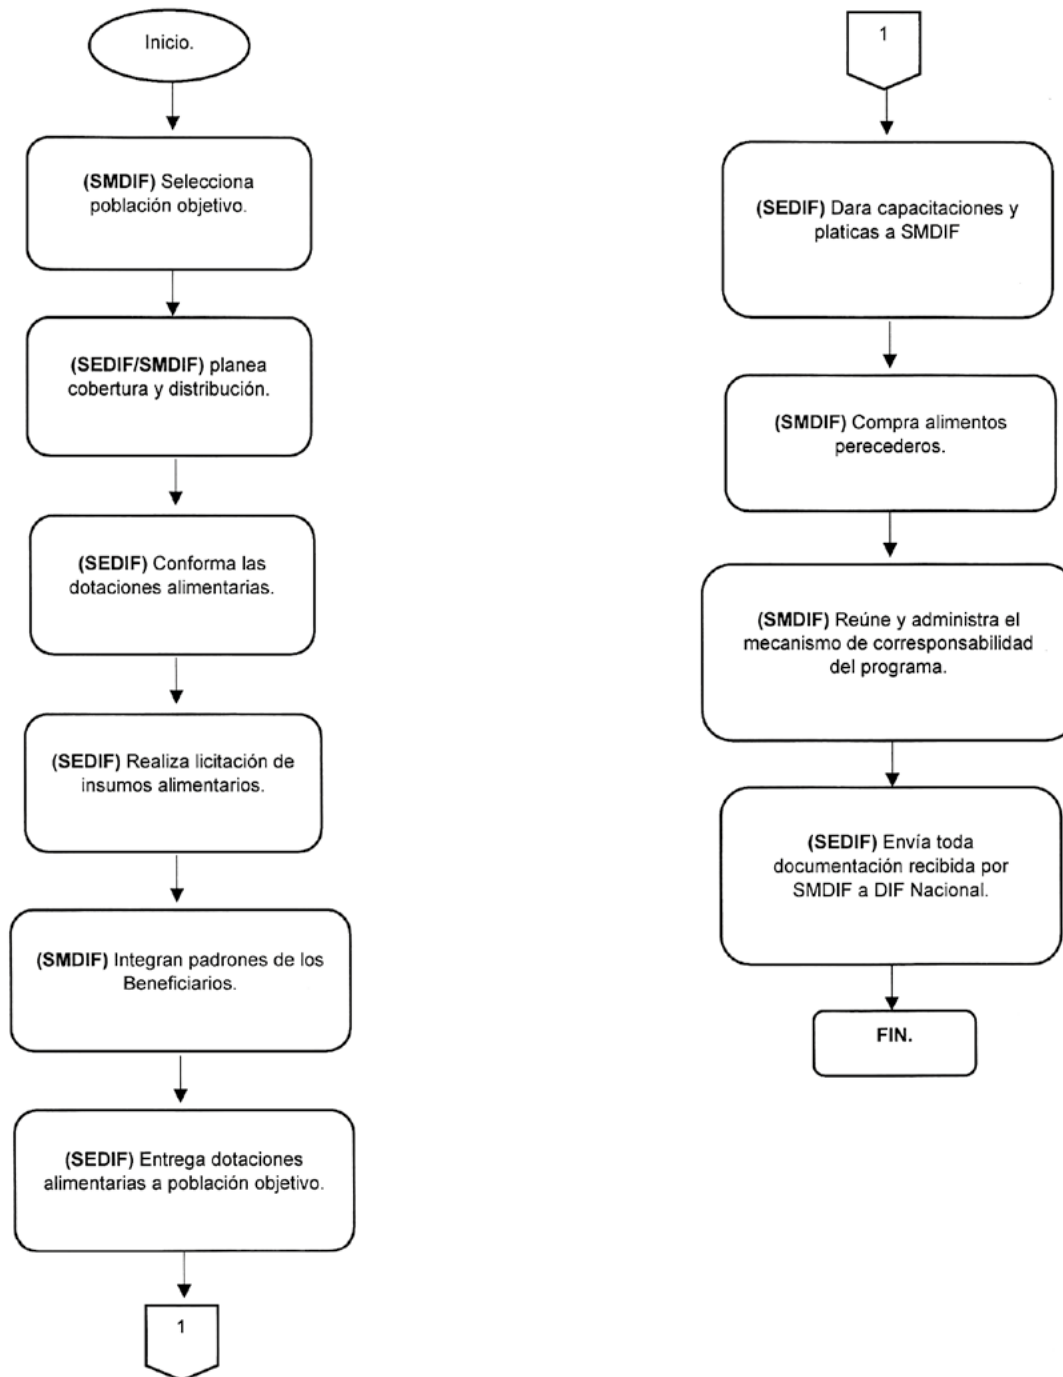 Inicio.
(SMDIF) Selecciona
población objetivo.
(SEDIF/SMDIF) planea
cobertura y distribución.
(SEDIF) Conforma las
dotaciones alimentarias.
(SEDIF) Realiza licitación de
insumos alimentarios.
(SMDIF) Integran padrones de los
Beneficiarios.
(SEDIF) Entrega dotaciones
alimentarias a población objetivo.
1
1
(SEDIF) Dara capacitaciones y
platicas a SMDIF
(SMDIF) Compra alimentos
perecederos.
(SMDIF) Reúne y administra el
mecanismo de corresponsabilidad
del programa.
(SEDIF) Envía toda
documentación recibida por
SMDIF a DIF Nacional.
FIN.